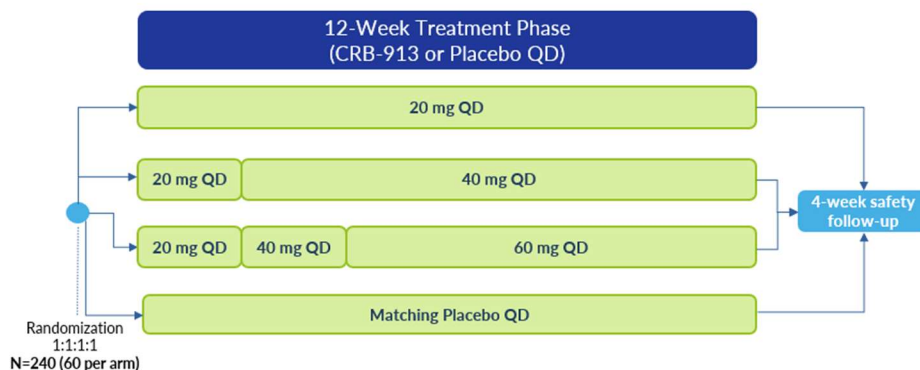 12-Week Treatment Phase
(CRB-913 or Placebo QD)
20 mg QD
20 mg QD
40 mg QD
20 mg QD
40 mg QD
60 mg QD
Matching Placebo QD
4-week safety
follow-up
Randomization
1:1:1:1
N=240 (60 per arm)